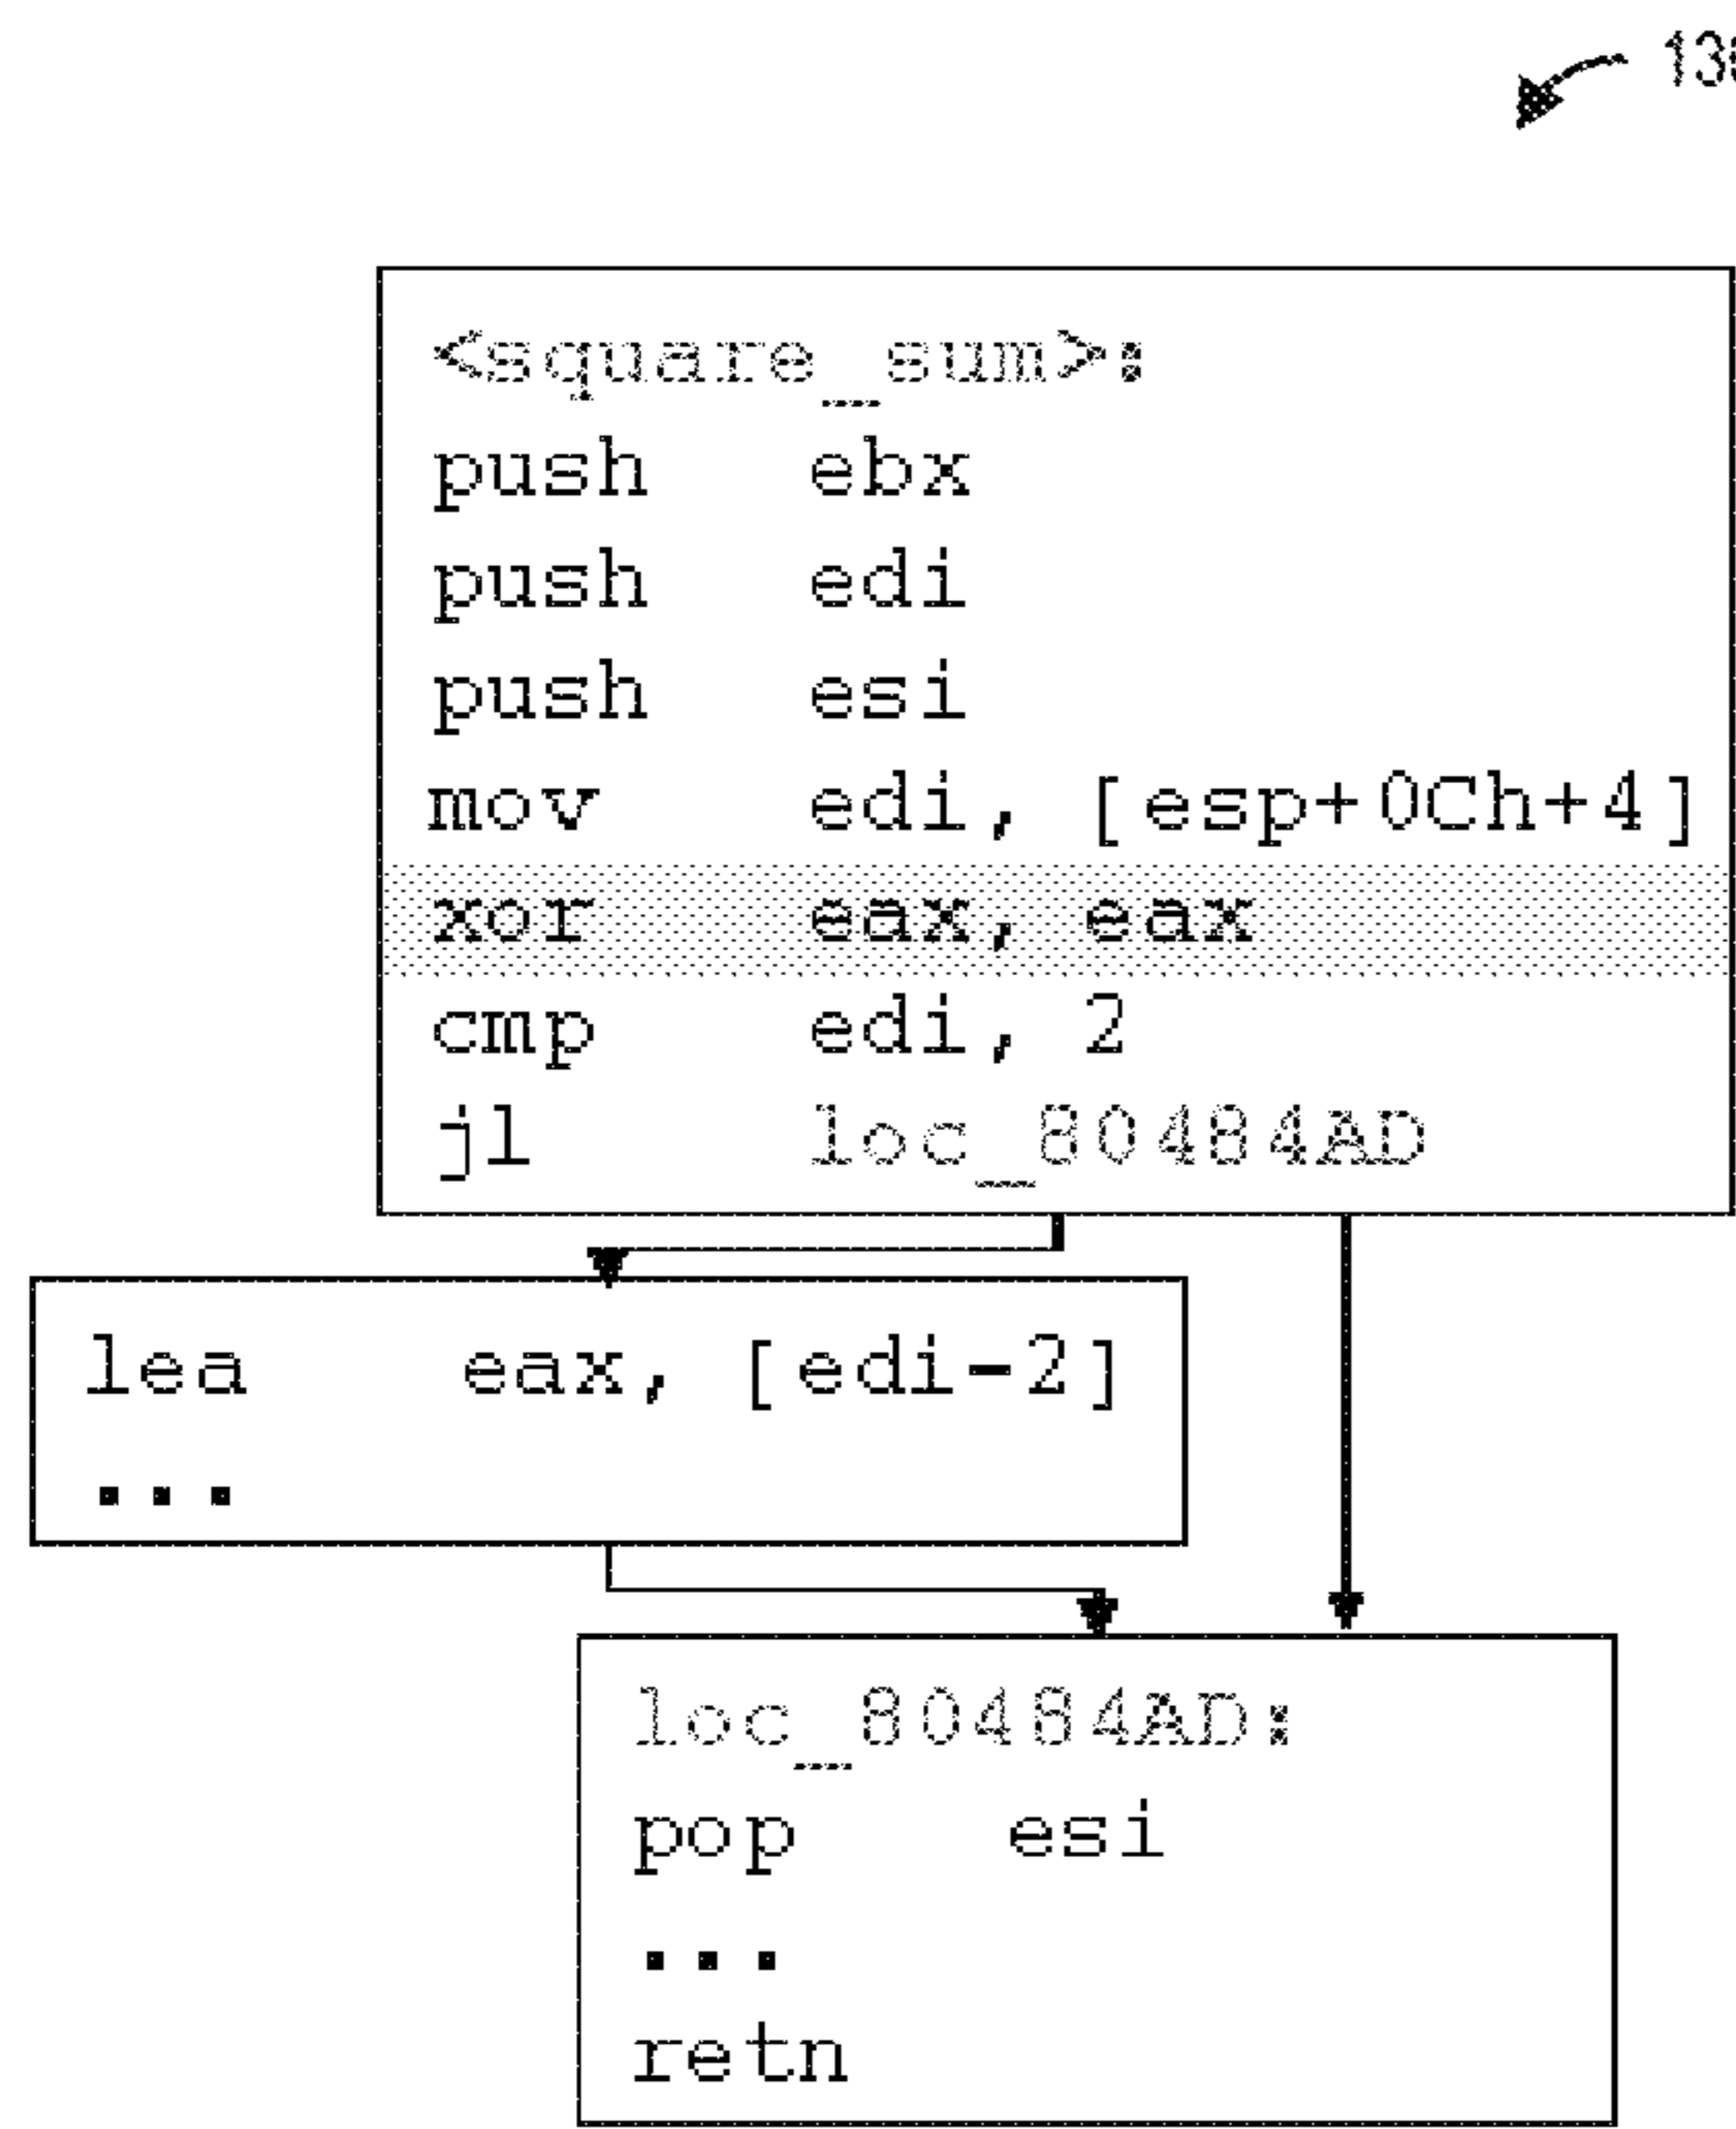 <square_sum>:
push ebx
push edi
push esi
mov edi, [esp+0Ch+4]
xor eax, eax
cmp edi, 2
jl loc_80484AD
lea eax, [edi-2]
...
loc_80484AD:
pop esi
...
retn